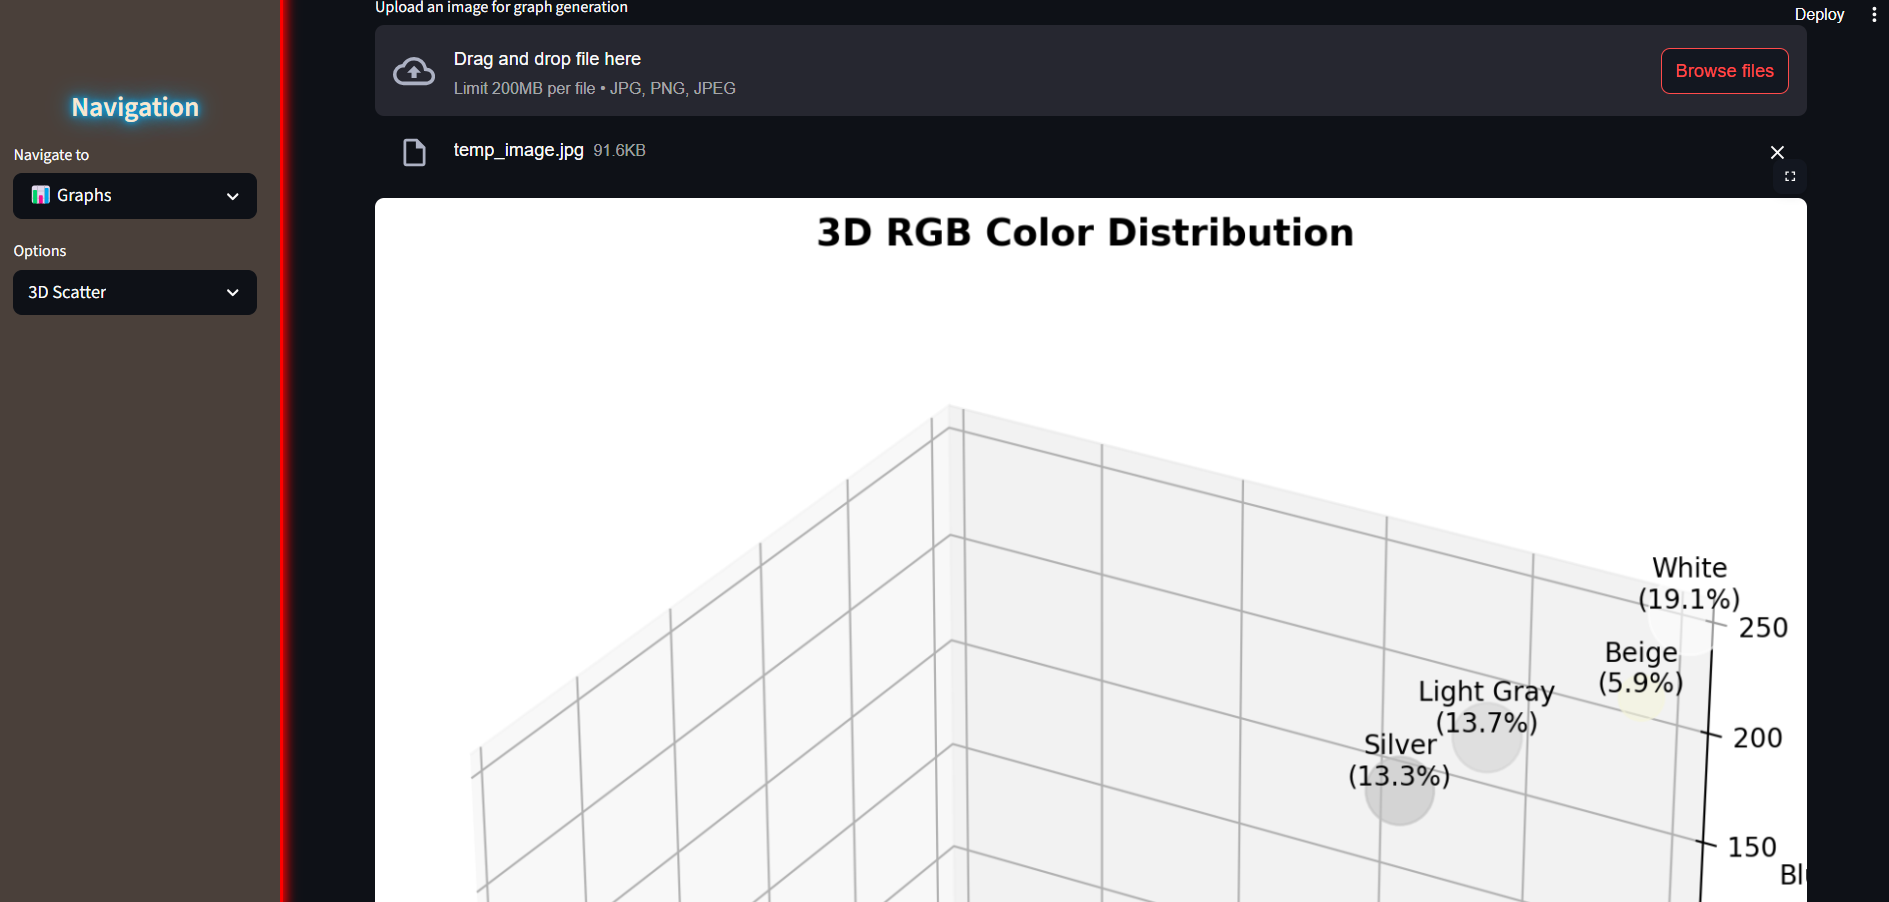 Upload an image for graph generation
Deploy
Drag and drop file here
Limit 200MB per file • JPG, PNG, JPEG
Browse files
temp_image.jpg 91.6KB
Navigation
Navigate to
Graphs
Options
3D Scatter
3D RGB Color Distribution
White
(19.1%)
250
Beige
(5.9%)
Light Gray
(13.7%)
200
Silver
(13.3%)
150